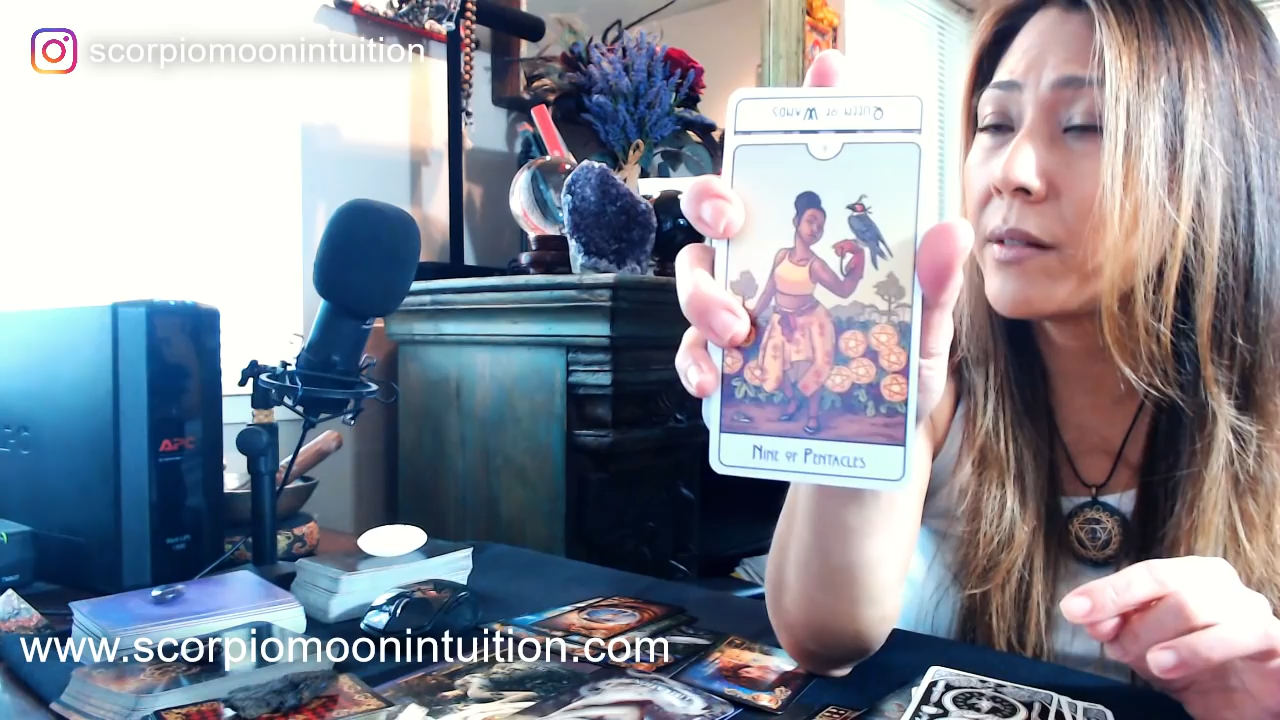 scorpiomoonintuition
QUEEN OF WANDS
NINE OF PENTACLES
APC
www.scorpiomoonintuition.com